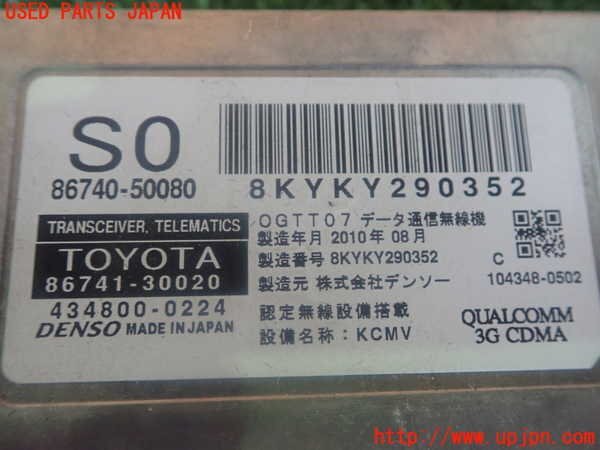 USED PARTS JAPAN
SO
86740-50080
8KYKY290352
TRANSCEIVER, TELEMATICS
TOYOTA
86741-30020
434800-0224
DENSO MADE IN JAPAN
OGTT07 データ通信無線機
製造年月 2010年 08月
製造番号 8KYKY290352
製造元 株式会社デンソー
認定無線設備搭載
設備名称:KCMV
C
104348-0502
QUALCOMM
3G CDMA
http://www.upjpn.com/